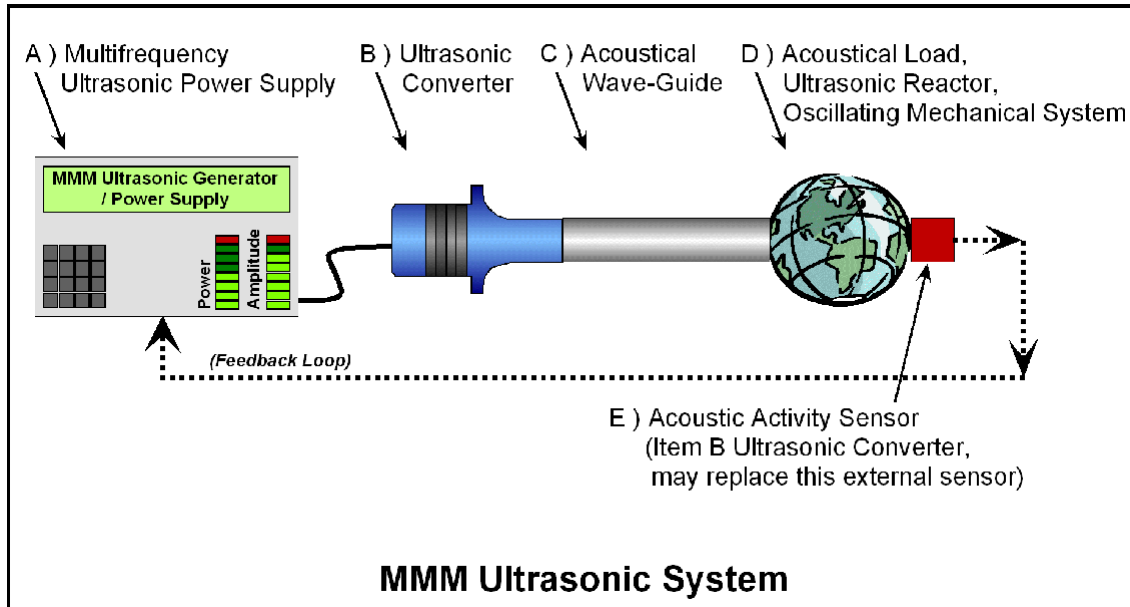 A ) Multifrequency
Ultrasonic Power Supply
B ) Ultrasonic
Converter
C ) Acoustical
Wave-Guide
D ) Acoustical Load,
Ultrasonic Reactor,
Oscillating Mechanical System
MMM Ultrasonic Generator
/ Power Supply
Power
Amplitude
(Feedback Loop)
E ) Acoustic Activity Sensor
(Item B Ultrasonic Converter,
may replace this external sensor)
MMM Ultrasonic System